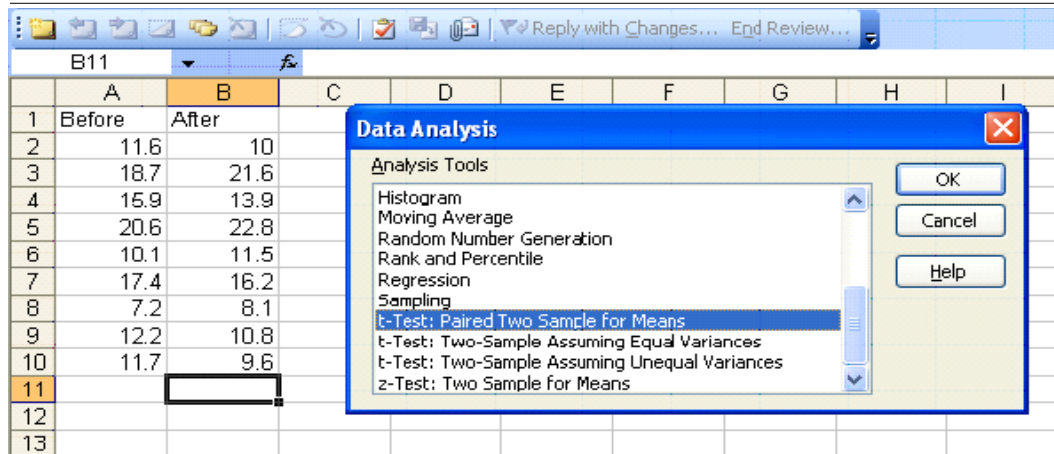 Reply with Changes... End Review...
B11 fx
A B C D E F G H I
1 Before After
2 11.6 10
3 18.7 21.6
4 15.9 13.9
5 20.6 22.8
6 10.1 11.5
7 17.4 16.2
8 7.2 8.1
9 12.2 10.8
10 11.7 9.6
11
12
13
Data Analysis
Analysis Tools
Histogram
Moving Average
Random Number Generation
Rank and Percentile
Regression
Sampling
t-Test: Paired Two Sample for Means
t-Test: Two-Sample Assuming Equal Variances
t-Test: Two-Sample Assuming Unequal Variances
z-Test: Two Sample for Means
OK
Cancel
Help